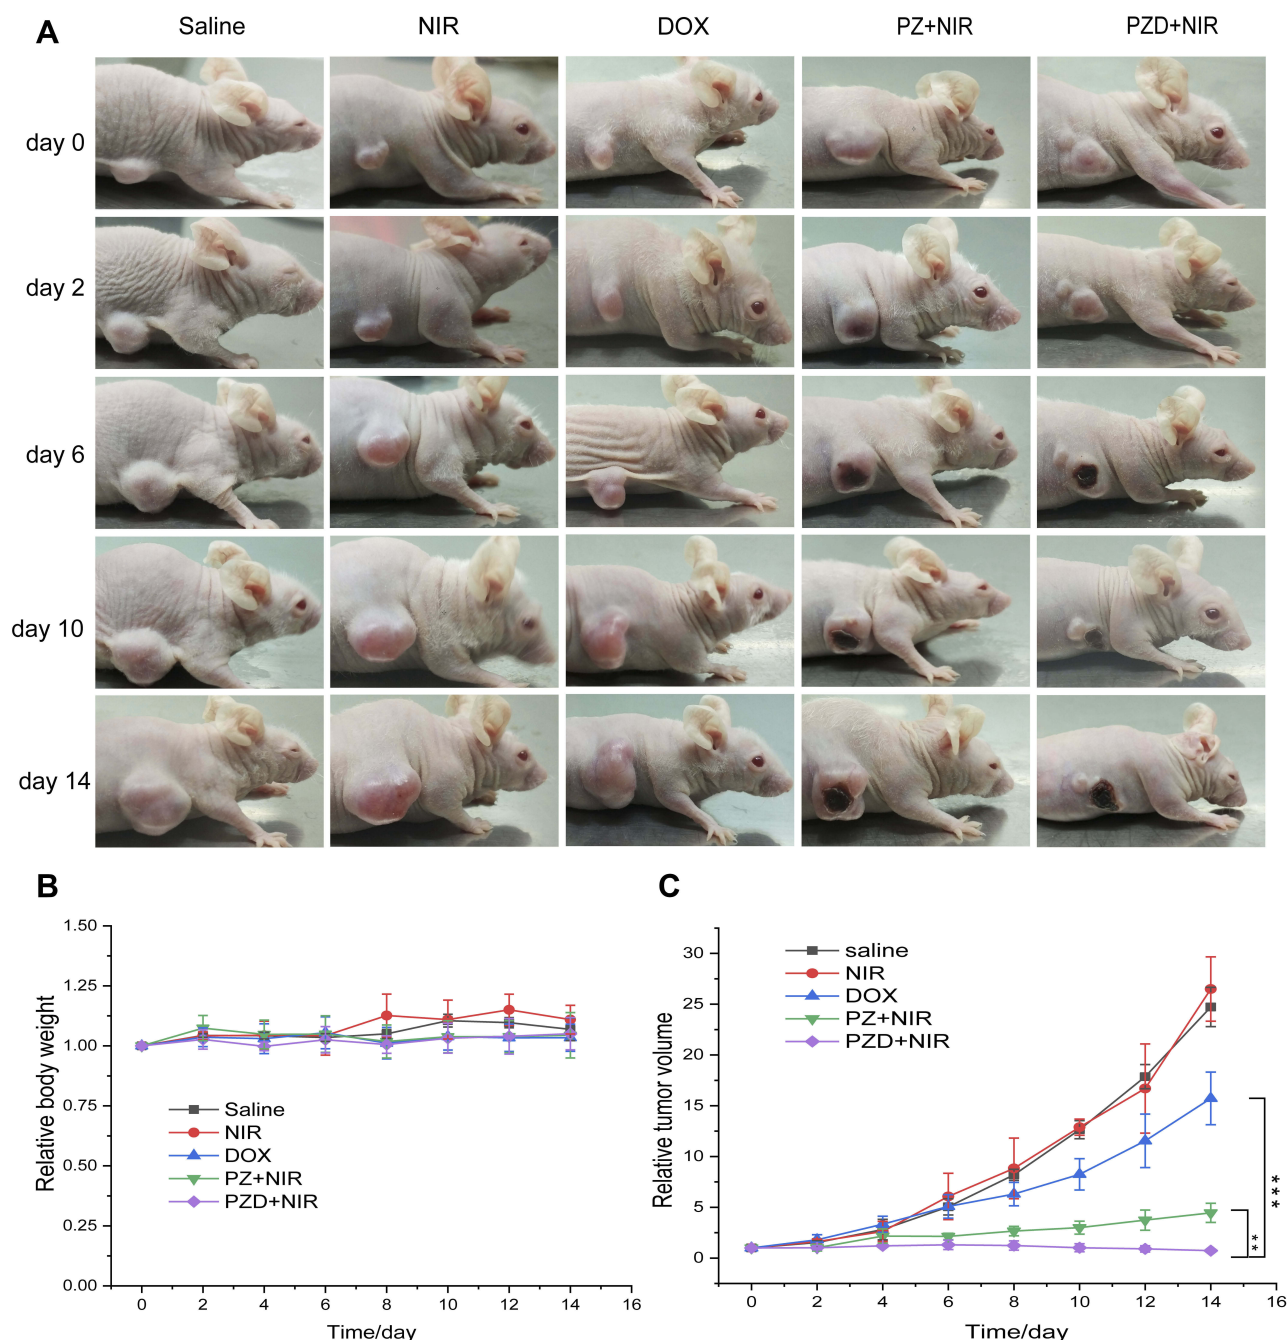 A
Saline NIR DOX PZ+NIR PZD+NIR
day 0
day 2
day 6
day 10
day 14
B
Relative body weight
1.50
1.25
1.00
0.75
0.50
0.25
0.00
Saline
NIR
DOX
PZ+NIR
PZD+NIR
0 2 4 6 8 10 12 14 16
Time/day
C
Relative tumor volume
30
25
20
15
10
5
0
saline
NIR
DOX
PZ+NIR
PZD+NIR
***
**
0 2 4 6 8 10 12 14 16
Time/day